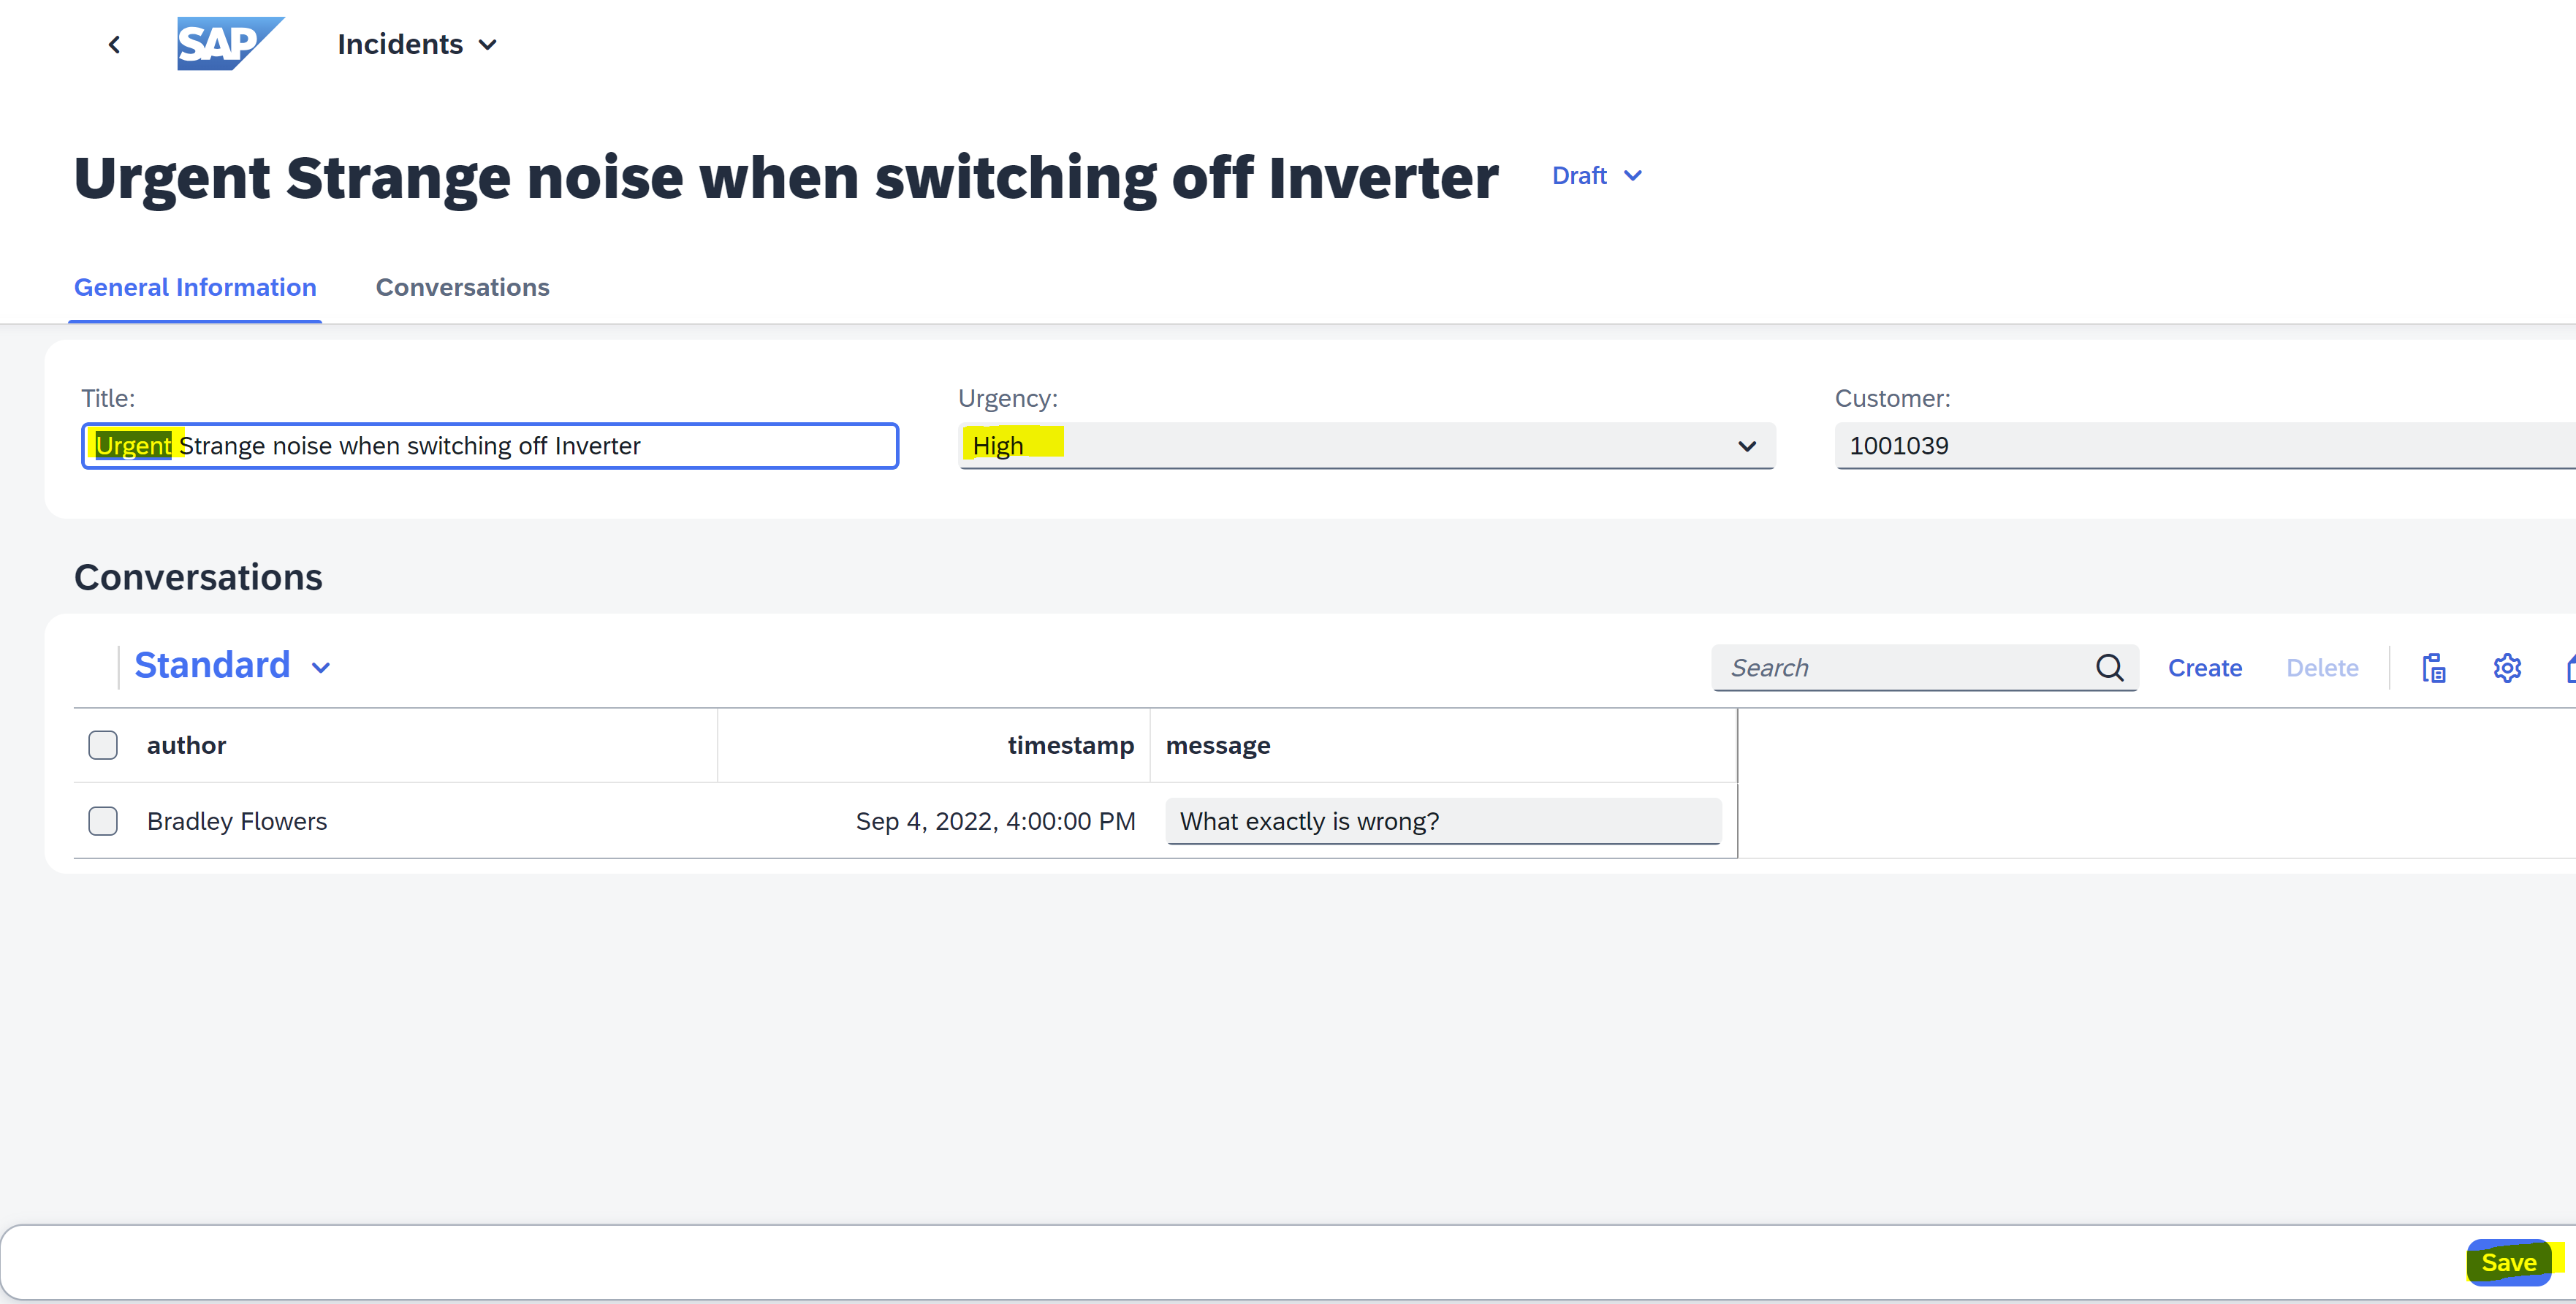 SAP Incidents
Urgent Strange noise when switching off Inverter Draft
General Information Conversations
Title: Urgency: Customer:
Urgent Strange noise when switching off Inverter High 1001039
Conversations
Standard Search Create Delete
author timestamp message
Bradley Flowers Sep 4, 2022, 4:00:00 PM What exactly is wrong?
Save